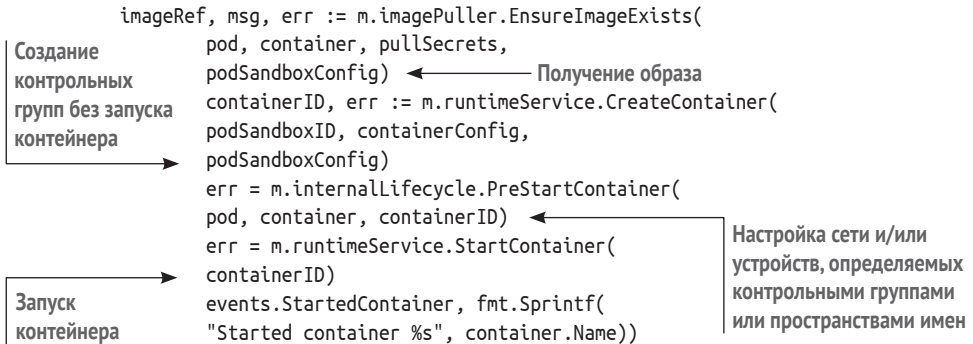 imageRef, msg, err := m.imagePuller.EnsureImageExists(
pod, container, pullSecrets,
podSandboxConfig)
Получение образа
Создание
контрольных
групп без запуска
контейнера
containerID, err := m.runtimeService.CreateContainer(
podSandboxID, containerConfig,
podSandboxConfig)
err = m.internalLifecycle.PreStartContainer(
pod, container, containerID)
Настройка сети и/или
устройств, определяемых
контрольными группами
или пространствами имен
err = m.runtimeService.StartContainer(
containerID)
Запуск
контейнера
events.StartedContainer, fmt.Sprintf(
"Started container %s", container.Name))